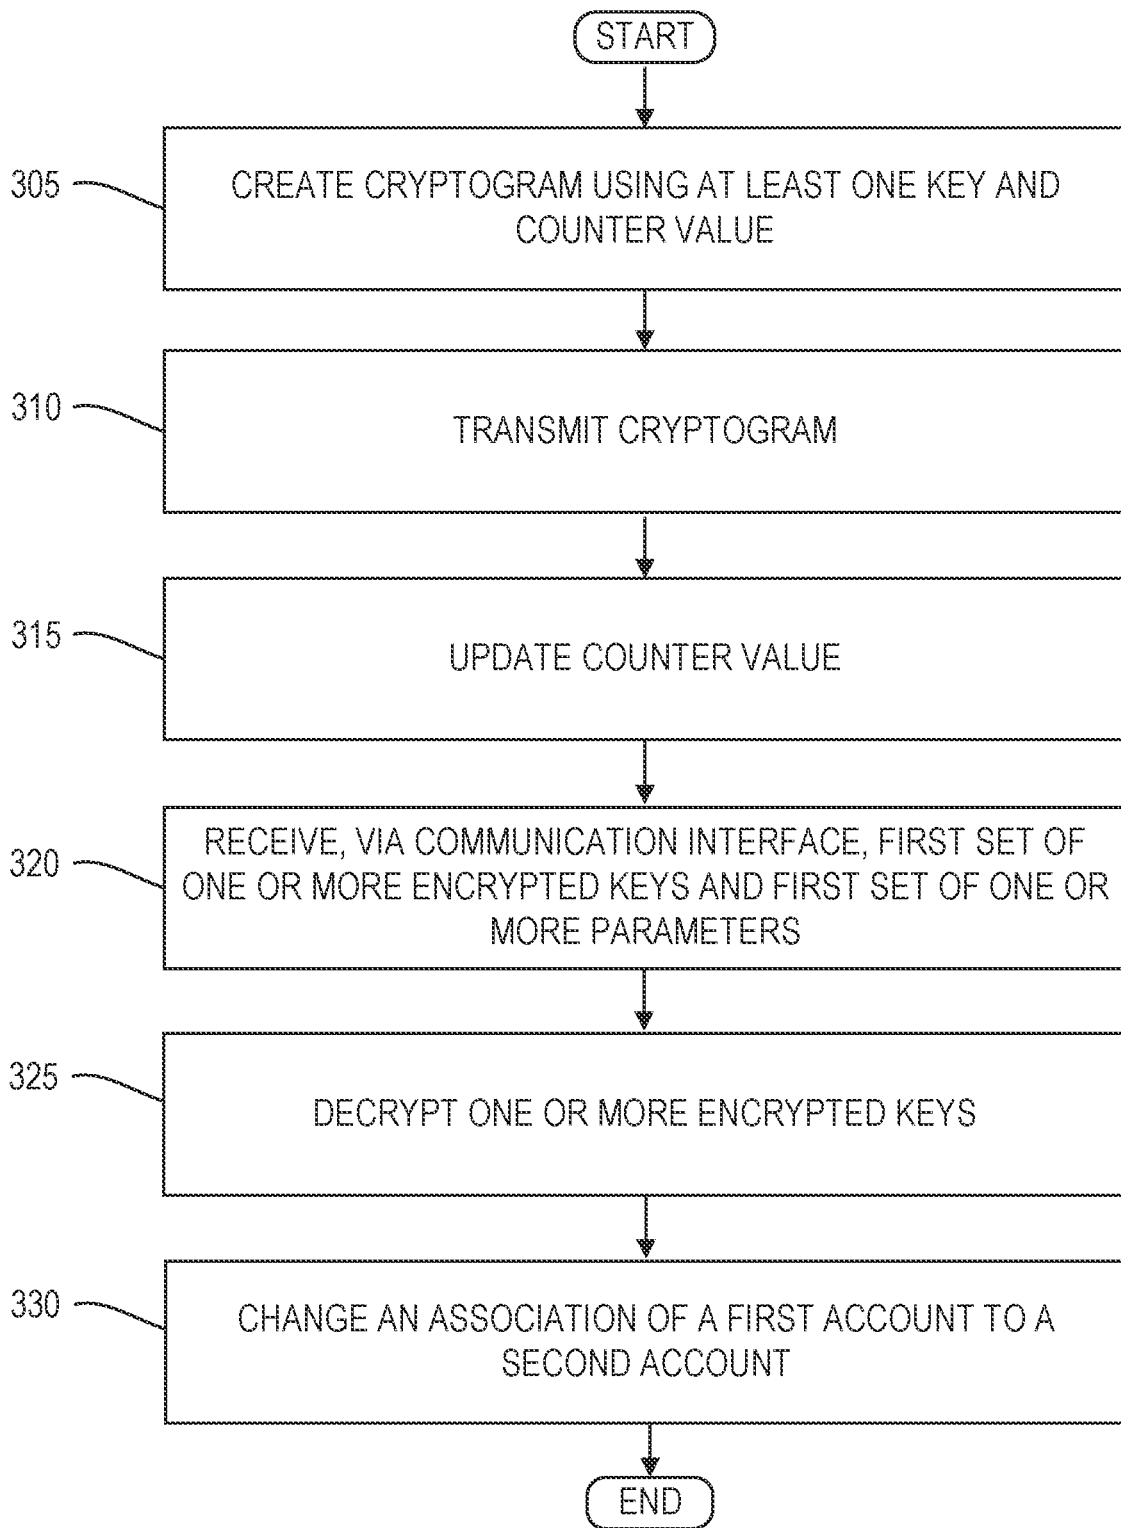 START
305
CREATE CRYPTOGRAM USING AT LEAST ONE KEY AND
COUNTER VALUE
310
TRANSMIT CRYPTOGRAM
315
UPDATE COUNTER VALUE
320
RECEIVE, VIA COMMUNICATION INTERFACE, FIRST SET OF
ONE OR MORE ENCRYPTED KEYS AND FIRST SET OF ONE OR
MORE PARAMETERS
325
DECRYPT ONE OR MORE ENCRYPTED KEYS
330
CHANGE AN ASSOCIATION OF A FIRST ACCOUNT TO A
SECOND ACCOUNT
END